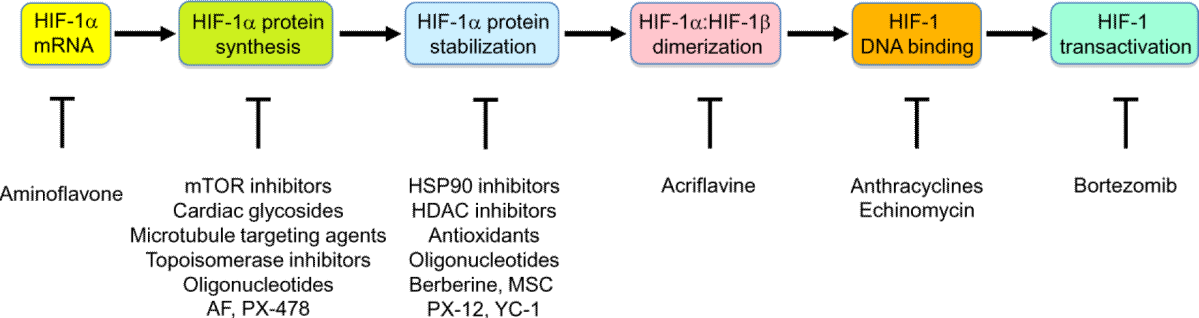 HIF-1α
mRNA
HIF-1α protein
synthesis
HIF-1α protein
stabilization
HIF-1α:HIF-1β
dimerization
HIF-1
DNA binding
HIF-1
transactivation
Aminoflavone
mTOR inhibitors
Cardiac glycosides
Microtubule targeting agents
Topoisomerase inhibitors
Oligonucleotides
AF, PX-478
HSP90 inhibitors
HDAC inhibitors
Antioxidants
Oligonucleotides
Berberine, MSC
PX-12, YC-1
Acriflavine
Anthracyclines
Echinomycin
Bortezomib